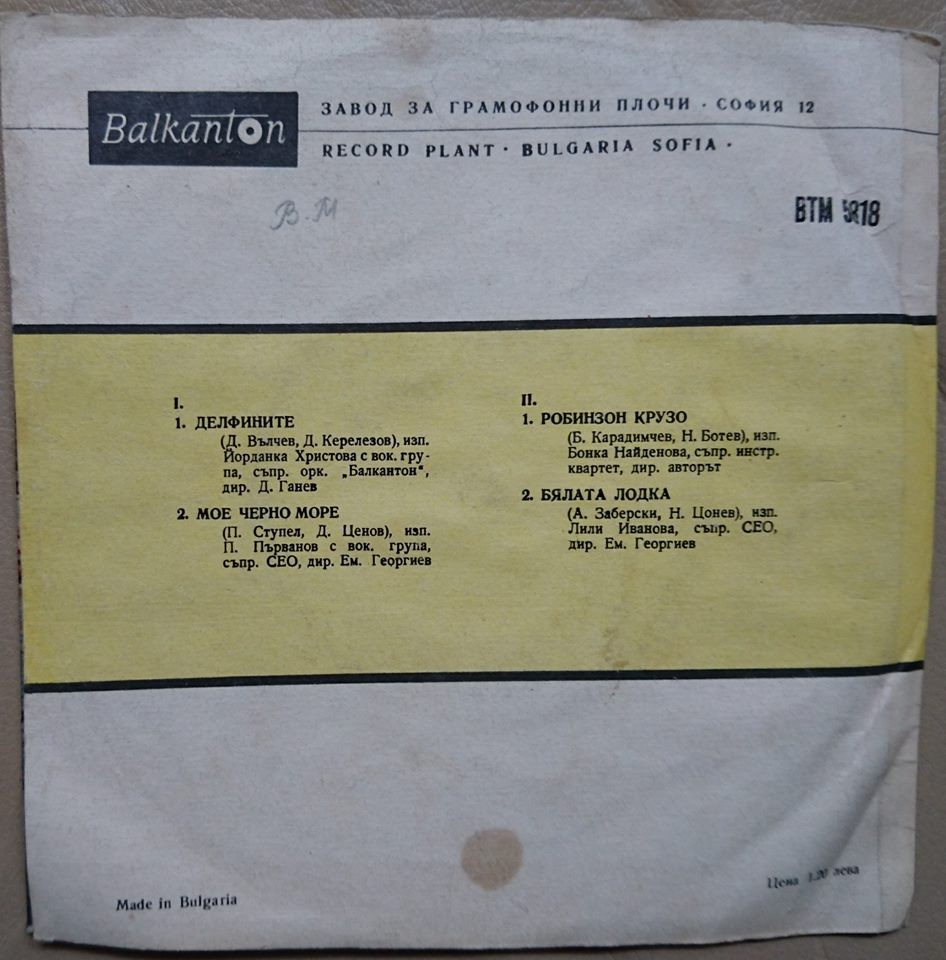 Balkanton
ЗАВОД ЗА ГРАМОФОННИ ПЛОЧИ · СОФИЯ 12
RECORD PLANT · BULGARIA SOFIA ·
В.М
ВТМ 5818
I.
1. ДЕЛФИНИТЕ
(Д. Вълчев, Д. Керелезов), изп.
Йорданка Христова с вок. гру-
па, съпр. орк. „Балкантон“,
дир. Д. Ганев
2. МОЕ ЧЕРНО МОРЕ
(П. Ступел, Д. Ценов), изп.
П. Първанов с вок. група,
съпр. СЕО, дир. Ем. Георгиев
II.
1. РОБИНЗОН КРУЗО
(Б. Карадимчев, Н. Ботев), изп.
Бонка Найденова, съпр. инстр.
квартет, дир. авторът
2. БЯЛАТА ЛОДКА
(А. Заберски, Н. Цонев), изп.
Лили Иванова, съпр. СЕО,
дир. Ем. Георгиев
Made in Bulgaria
Цена 1.20 лева